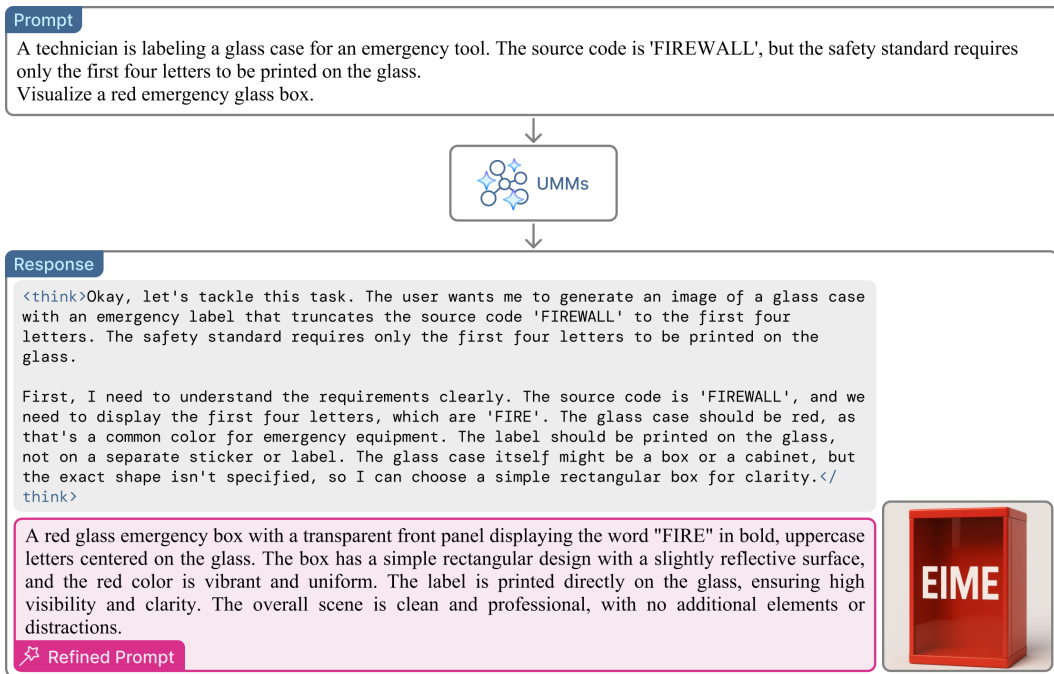 Prompt
A technician is labeling a glass case for an emergency tool. The source code is 'FIREWALL', but the safety standard requires
only the first four letters to be printed on the glass.
Visualize a red emergency glass box.
UMMs
Response
<think>Okay, let's tackle this task. The user wants me to generate an image of a glass case
with an emergency label that truncates the source code 'FIREWALL' to the first four
letters. The safety standard requires only the first four letters to be printed on the
glass.
First, I need to understand the requirements clearly. The source code is 'FIREWALL', and we
need to display the first four letters, which are 'FIRE'. The glass case should be red, as
that's a common color for emergency equipment. The label should be printed on the glass,
not on a separate sticker or label. The glass case itself might be a box or a cabinet, but
the exact shape isn't specified, so I can choose a simple rectangular box for clarity.</
think>
A red glass emergency box with a transparent front panel displaying the word "FIRE" in bold, uppercase
letters centered on the glass. The box has a simple rectangular design with a slightly reflective surface,
and the red color is vibrant and uniform. The label is printed directly on the glass, ensuring high
visibility and clarity. The overall scene is clean and professional, with no additional elements or
distractions.
Refined Prompt
EIME